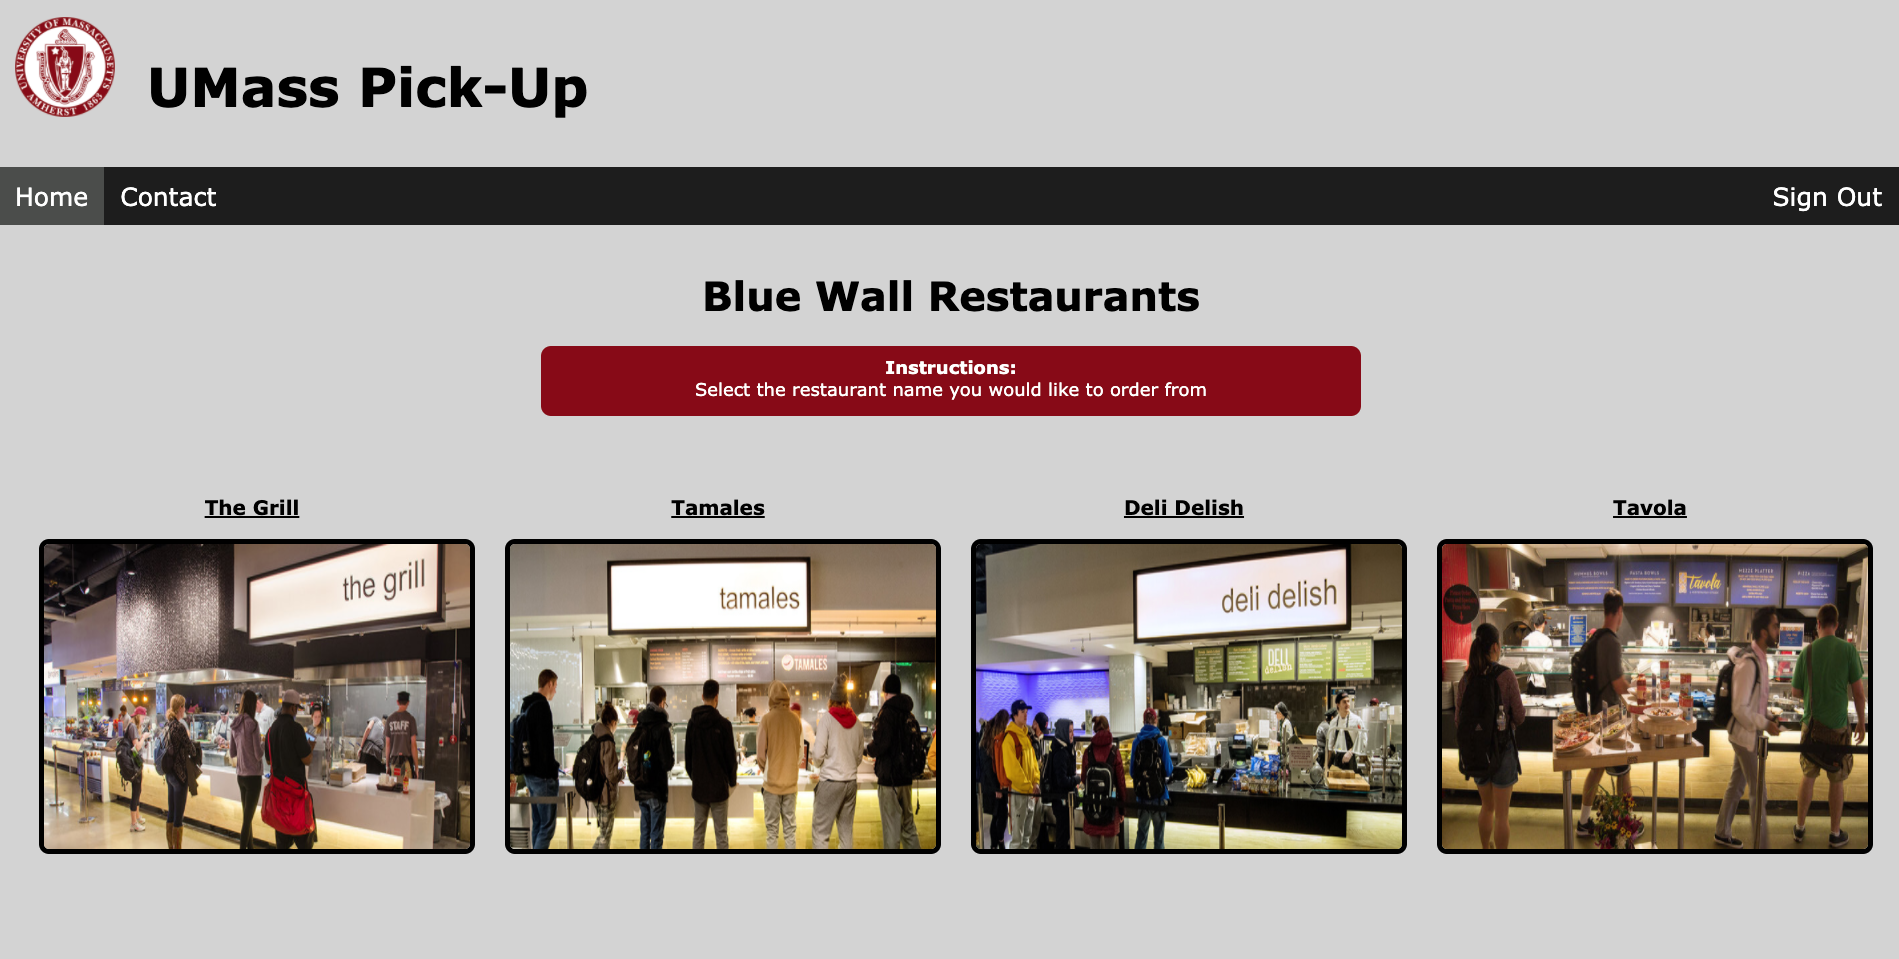 UNIVERSITY OF MASSACHUSETTS
AMHERST 1863
UMass Pick-Up
Home Contact Sign Out
Blue Wall Restaurants
Instructions:
Select the restaurant name you would like to order from
The Grill Tamales Deli Delish Tavola
the grill
STAFF
tamales
TAMALES
deli delish
DELI
Tavola